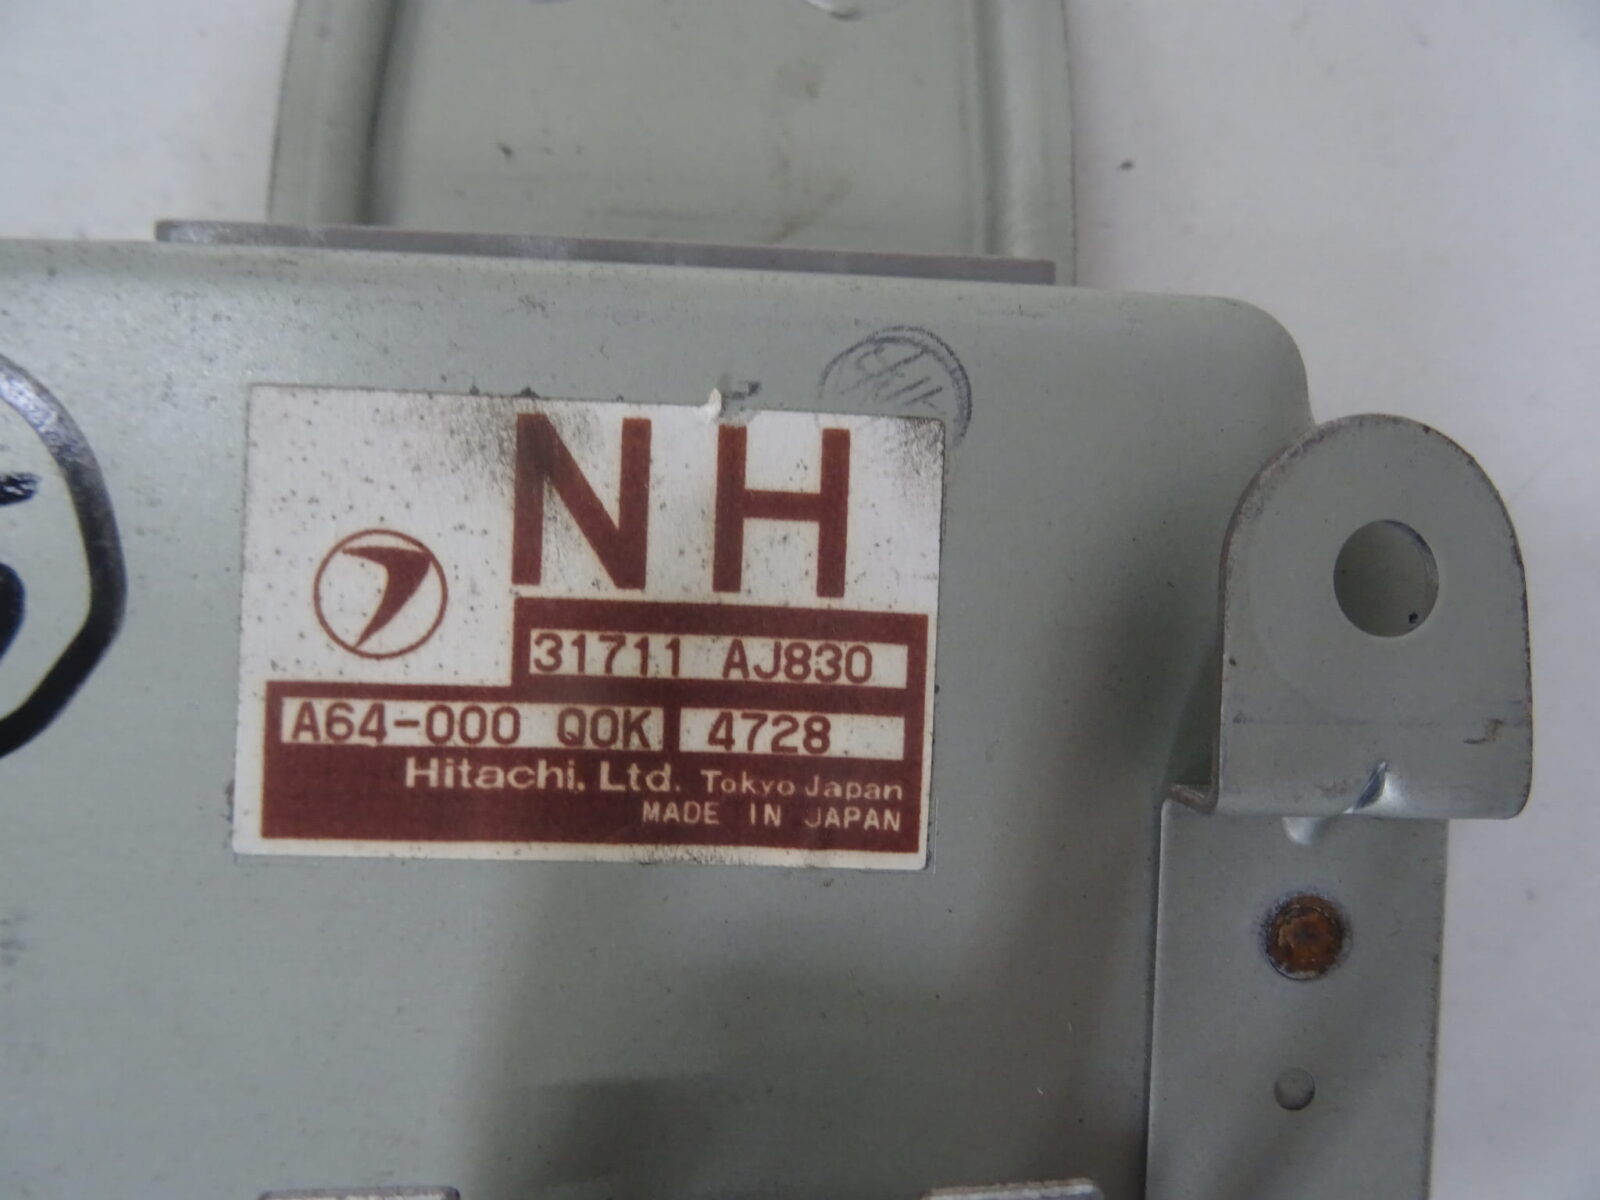 NH
31711 AJ830
A64-000 Q0K 4728
Hitachi, Ltd. Tokyo Japan
MADE IN JAPAN